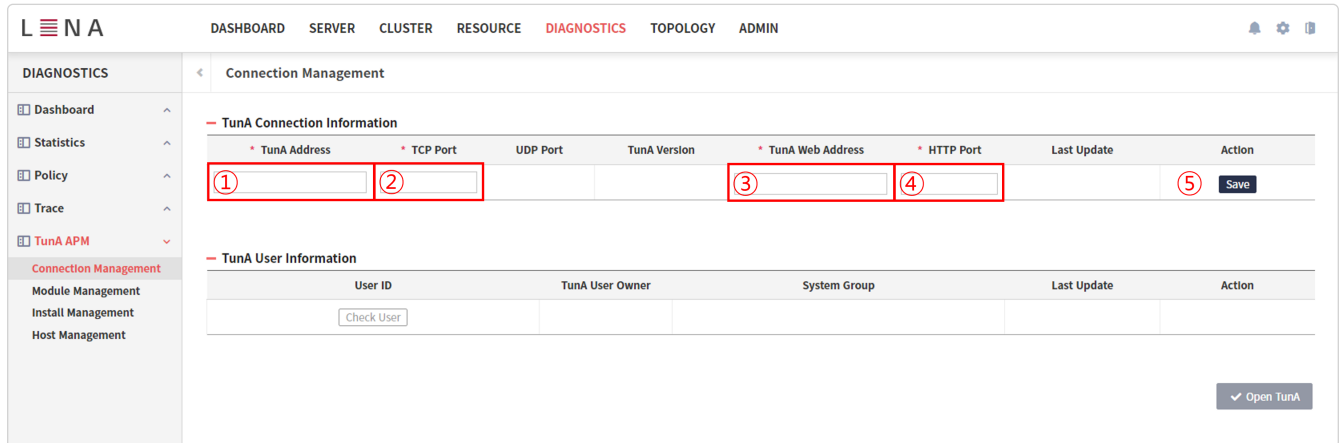 LENA
DASHBOARD SERVER CLUSTER RESOURCE DIAGNOSTICS TOPOLOGY ADMIN
DIAGNOSTICS
Dashboard
Statistics
Policy
Trace
TunA APM
Connection Management
Module Management
Install Management
Host Management
< Connection Management
TunA Connection Information
* TunA Address * TCP Port UDP Port TunA Version * TunA Web Address * HTTP Port Last Update Action
① ② ③ ④ ⑤ Save
TunA User Information
User ID TunA User Owner System Group Last Update Action
Check User
Open TunA